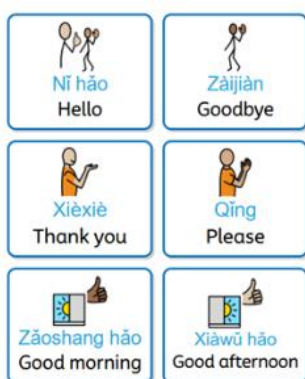 Nǐ hǎo
Hello
Zàijiàn
Goodbye
Xièxiè
Thank you
Qǐng
Please
Zǎoshang hǎo
Good morning
Xiàwǔ hǎo
Good afternoon